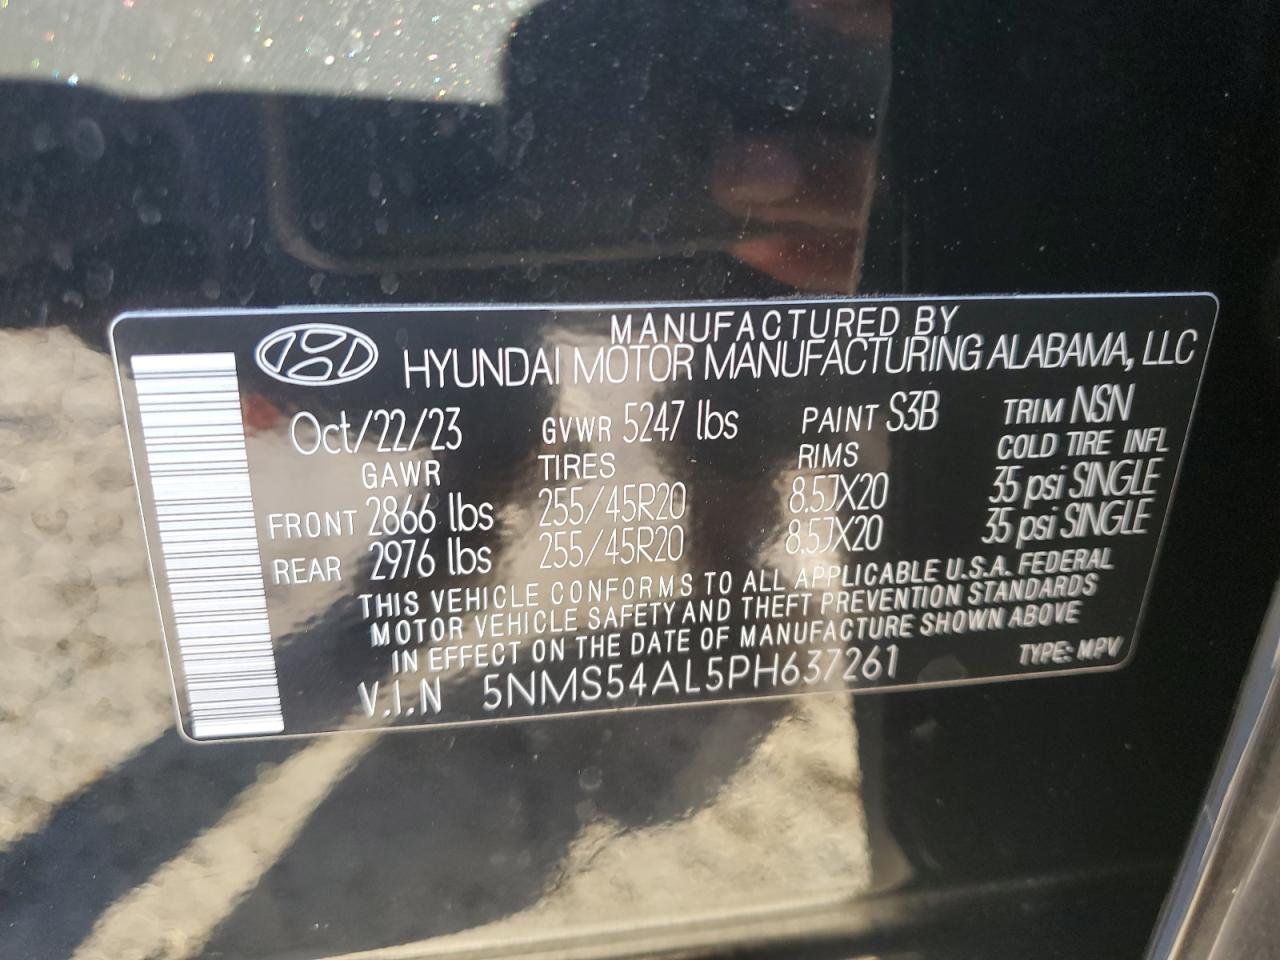 MANUFACTURED BY
HYUNDAI MOTOR MANUFACTURING ALABAMA, LLC
Oct/22/23 GVWR 5247 lbs PAINT S3B TRIM NSN
GAWR TIRES RIMS COLD TIRE INFL
FRONT 2866 lbs 255/45R20 8.5JX20 35 psi SINGLE
REAR 2976 lbs 255/45R20 8.5JX20 35 psi SINGLE
THIS VEHICLE CONFORMS TO ALL APPLICABLE U.S.A. FEDERAL
MOTOR VEHICLE SAFETY AND THEFT PREVENTION STANDARDS
IN EFFECT ON THE DATE OF MANUFACTURE SHOWN ABOVE
V.I.N 5NMS54AL5PH637261 TYPE: MPV